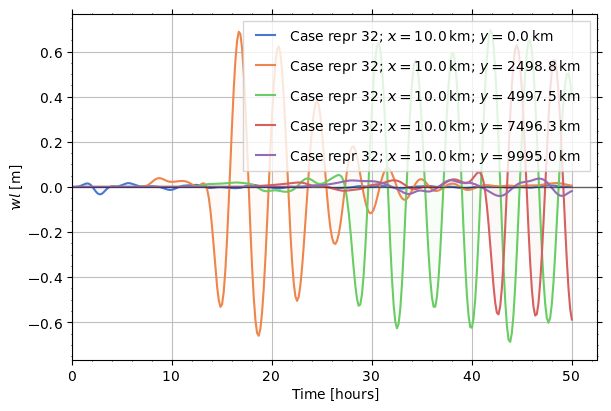 Case repr 32; x = 10.0 km; y = 0.0 km
Case repr 32; x = 10.0 km; y = 2498.8 km
Case repr 32; x = 10.0 km; y = 4997.5 km
Case repr 32; x = 10.0 km; y = 7496.3 km
Case repr 32; x = 10.0 km; y = 9995.0 km
wl [m]
0.6
0.4
0.2
0.0
−0.2
−0.4
−0.6
0 10 20 30 40 50
Time [hours]